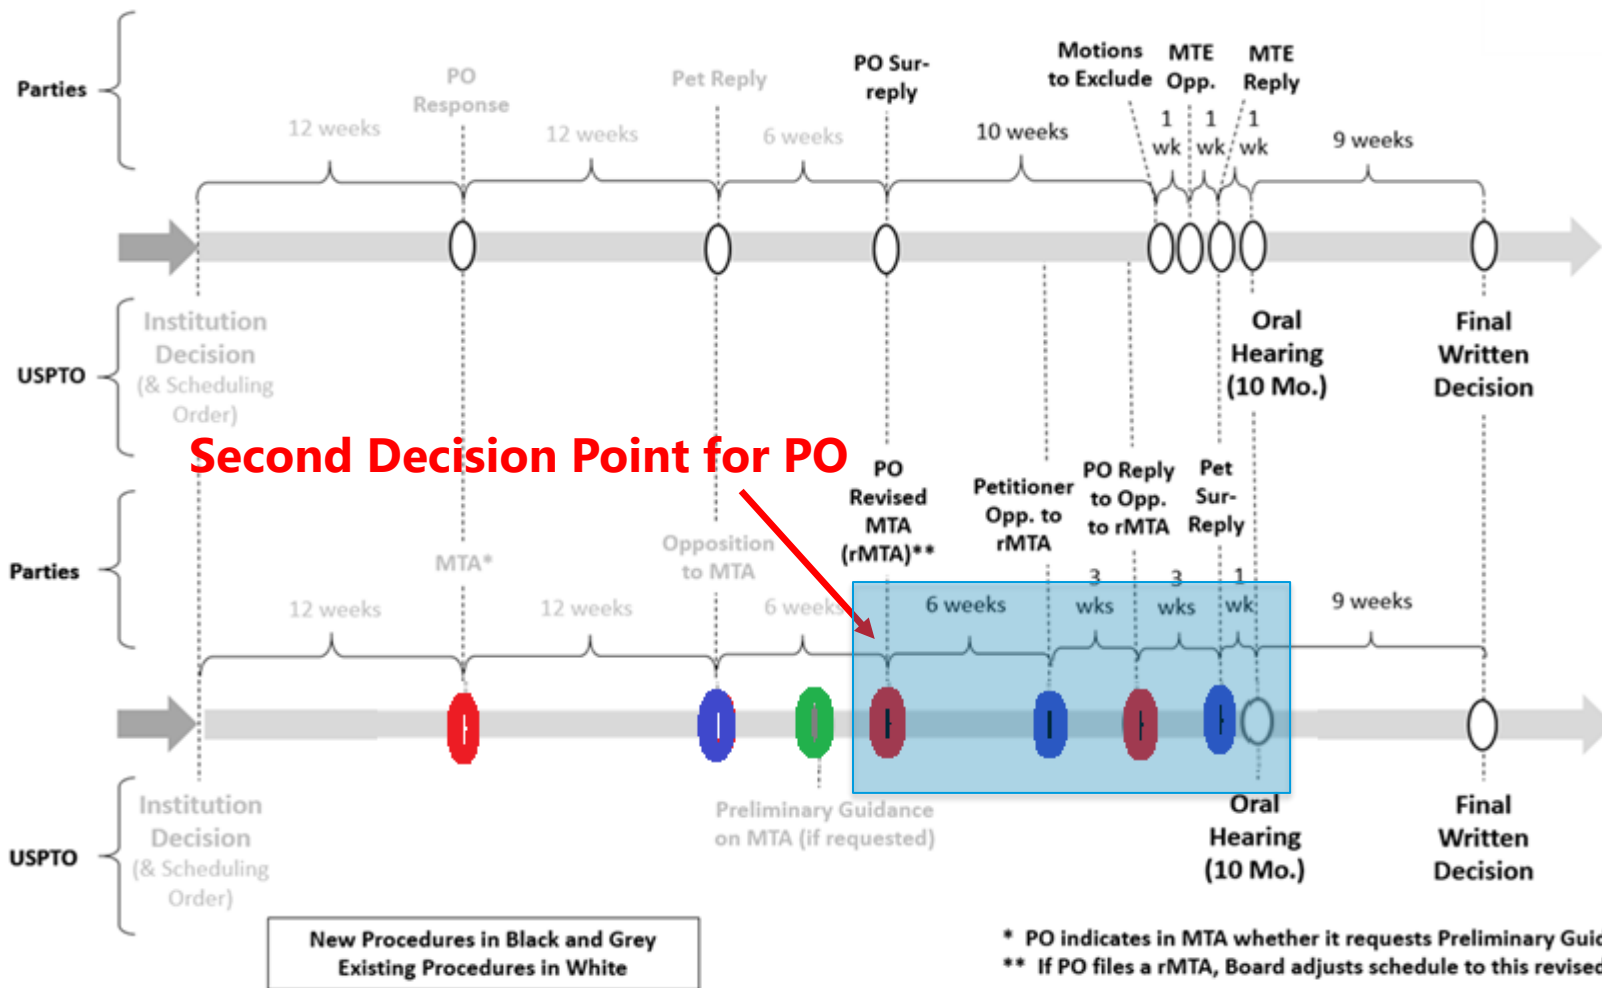 Parties
PO
Response
Pet Reply
PO Sur-
reply
Motions
to Exclude
MTE
Opp.
MTE
Reply
12 weeks
12 weeks
6 weeks
10 weeks
1
wk
1
wk
1
wk
9 weeks
USPTO
Institution
Decision
(& Scheduling
Order)
Oral
Hearing
(10 Mo.)
Final
Written
Decision
Second Decision Point for PO
Parties
MTA*
Opposition
to MTA
PO
Revised
MTA
(rMTA)**
Petitioner
Opp. to
rMTA
PO Reply
to Opp.
to rMTA
Pet
Sur-
Reply
12 weeks
12 weeks
6 weeks
6 weeks
3
wks
3
wks
1
wk
9 weeks
USPTO
Institution
Decision
(& Scheduling
Order)
Preliminary Guidance
on MTA (if requested)
Oral
Hearing
(10 Mo.)
Final
Written
Decision
New Procedures in Black and Grey
Existing Procedures in White
* PO indicates in MTA whether it requests Preliminary Guid
** If PO files a rMTA, Board adjusts schedule to this revised